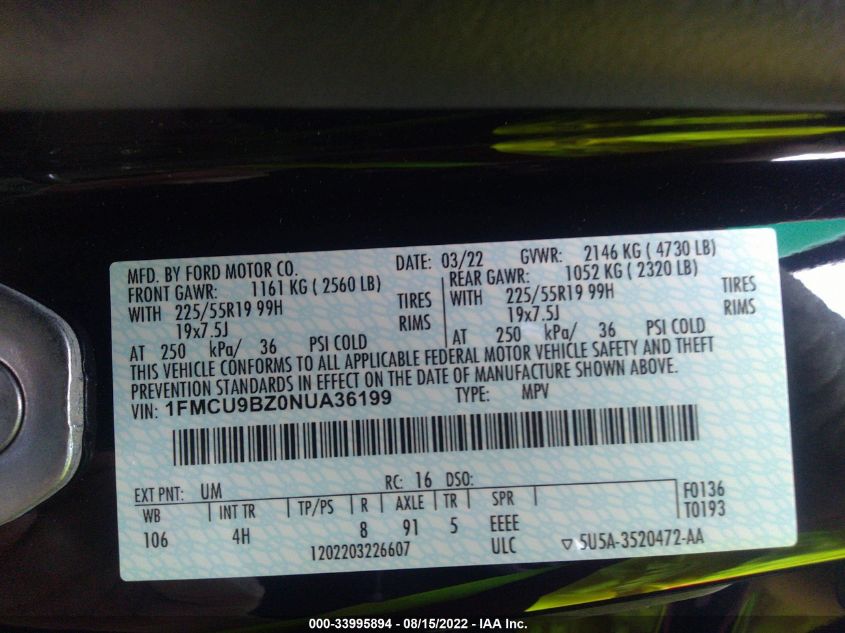 MFD. BY FORD MOTOR CO. DATE: 03/22 GVWR: 2146 KG ( 4730 LB)
FRONT GAWR: 1161 KG ( 2560 LB) REAR GAWR: 1052 KG ( 2320 LB)
WITH 225/55R19 99H TIRES WITH 225/55R19 99H TIRES
19x7.5J RIMS 19x7.5J RIMS
AT 250 kPa/ 36 PSI COLD AT 250 kPa/ 36 PSI COLD
THIS VEHICLE CONFORMS TO ALL APPLICABLE FEDERAL MOTOR VEHICLE SAFETY AND THEFT
PREVENTION STANDARDS IN EFFECT ON THE DATE OF MANUFACTURE SHOWN ABOVE.
VIN: 1FMCU9BZ0NUA36199 TYPE: MPV
EXT PNT: UM RC: 16 DSO:
WB INT TR TP/PS R AXLE TR SPR F0136
106 4H 8 91 5 EEEE T0193
1202203226607 ULC ▽ 5U5A-3520472-AA
000-33995894 - 08/15/2022 - IAA Inc.